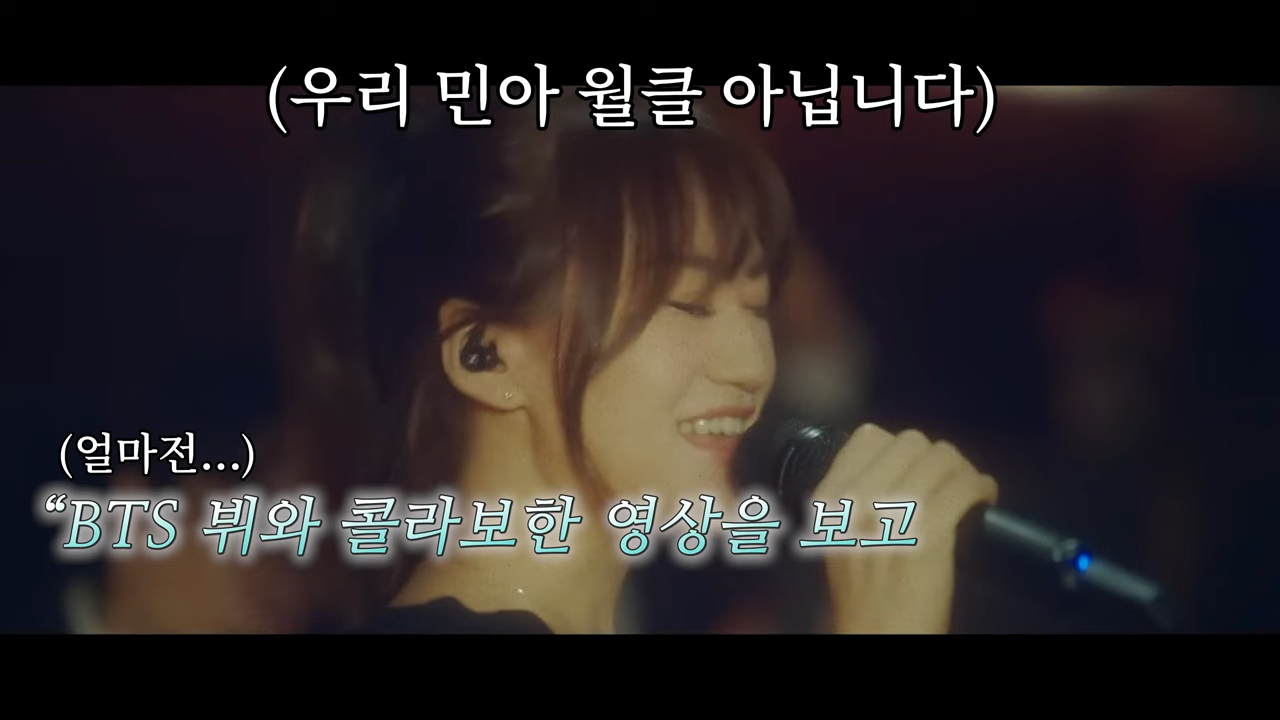 (우리 민아 월클 아닙니다)
(얼마전...)
“BTS 뷔와 콜라보한 영상을 보고